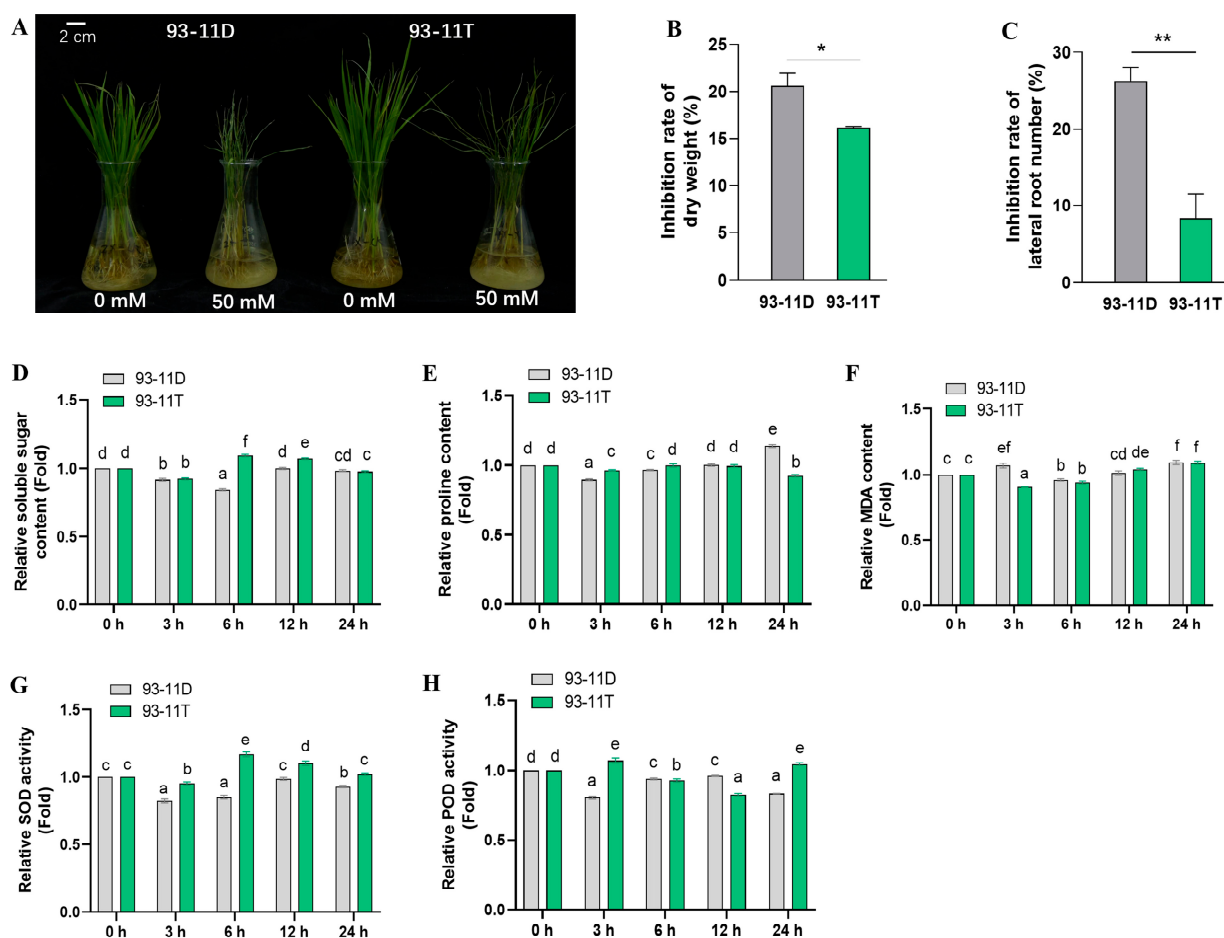 A
2 cm
93-11D
93-11T
0 mM
50 mM
0 mM
50 mM
B
Inhibition rate of
dry weight (%)
25
20
15
10
5
0
*
93-11D
93-11T
C
Inhibition rate of
lateral root number (%)
30
20
10
0
**
93-11D
93-11T
D
93-11D
93-11T
Relative soluble sugar
content (Fold)
1.5
1.0
0.5
0.0
d d b b a f d e cd c
0 h 3 h 6 h 12 h 24 h
E
93-11D
93-11T
Relative proline content
(Fold)
1.5
1.0
0.5
0.0
d d a c c d d d e b
0 h 3 h 6 h 12 h 24 h
F
93-11D
93-11T
Relative MDA content
(Fold)
1.5
1.0
0.5
0.0
c c ef a b b cd de f f
0 h 3 h 6 h 12 h 24 h
G
93-11D
93-11T
Relative SOD activity
(Fold)
1.5
1.0
0.5
0.0
c c a b a e c d b c
0 h 3 h 6 h 12 h 24 h
H
93-11D
93-11T
Relative POD activity
(Fold)
1.5
1.0
0.5
0.0
d d a e c b c a a e
0 h 3 h 6 h 12 h 24 h